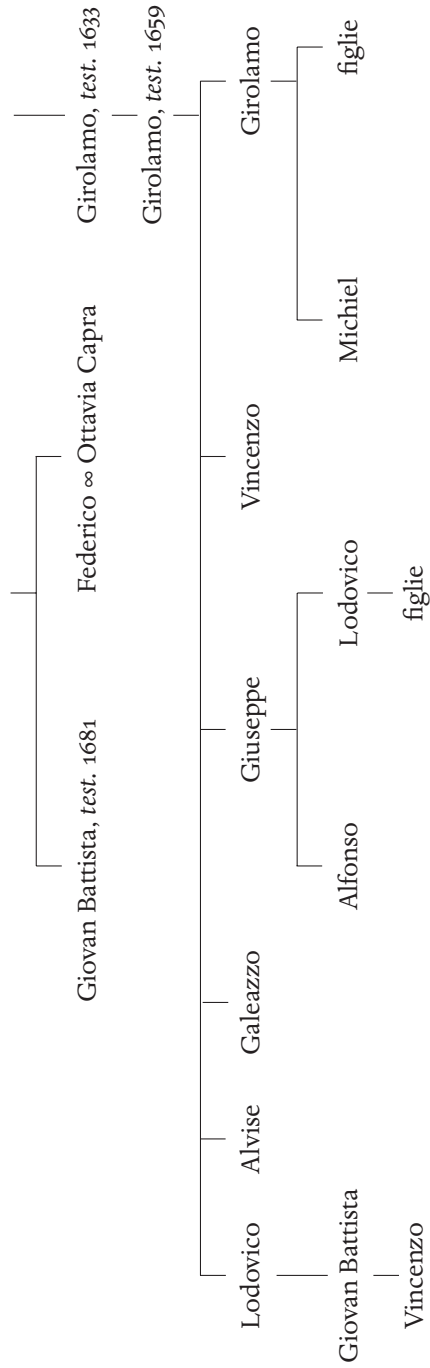 Giovan Battista, test. 1681
Federico ∞ Ottavia Capra
Girolamo, test. 1633
Girolamo, test. 1659
Lodovico
Alvise
Galeazzo
Giuseppe
Vincenzo
Girolamo
Giovan Battista
Alfonso
Lodovico
Michiel
figlie
Vincenzo
figlie